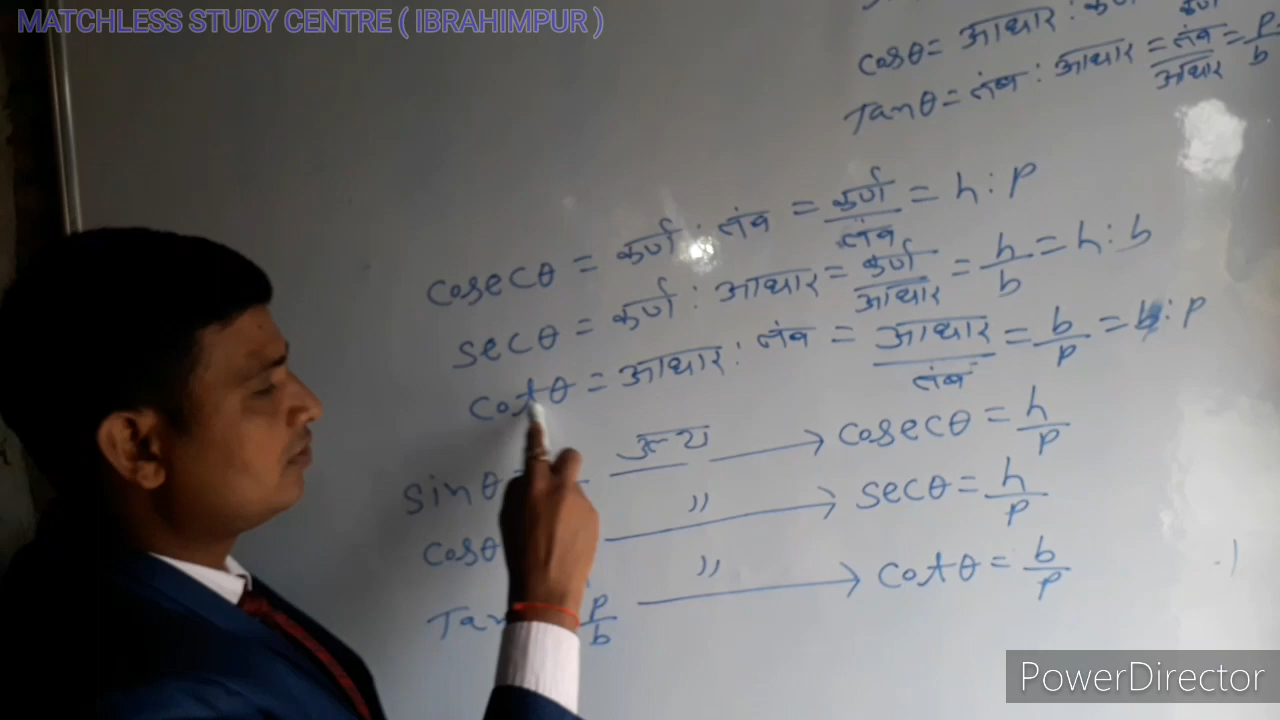 MATCHLESS STUDY CENTRE ( IBRAHIMPUR )
cosθ = आधार : कर्ण
Tanθ = लंब : आधार = लंब/आधार = P/b
cosecθ = कर्ण : लंब = कर्ण/लंब = h : P
secθ = कर्ण : आधार = कर्ण/आधार = h/b = h : b
cotθ = आधार : लंब = आधार/लंब = b/P = b : P
sinθ = उल्टा → cosecθ = h/P
cosθ " → secθ = h/P
Tan P/b " → cotθ = b/P
PowerDirector